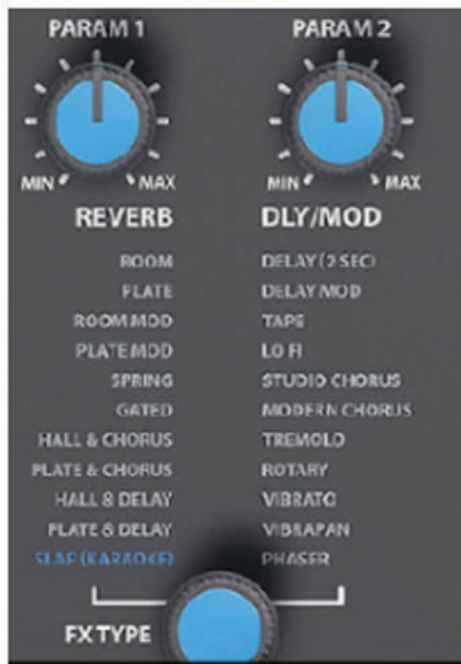 PARAM 1 PARAM 2
MIN MAX MIN MAX
REVERB DLY/MOD
ROOM DELAY (2 SEC)
PLATE DELAY MOD
ROOM MOD TAPE
PLATE MOD LO FI
SPRING STUDIO CHORUS
GATED MODERN CHORUS
HALL & CHORUS TREMOLO
PLATE & CHORUS ROTARY
HALL & DELAY VIBRATO
PLATE & DELAY VIBRAPAN
SLAP (KARAOKE) PHASER
FX TYPE